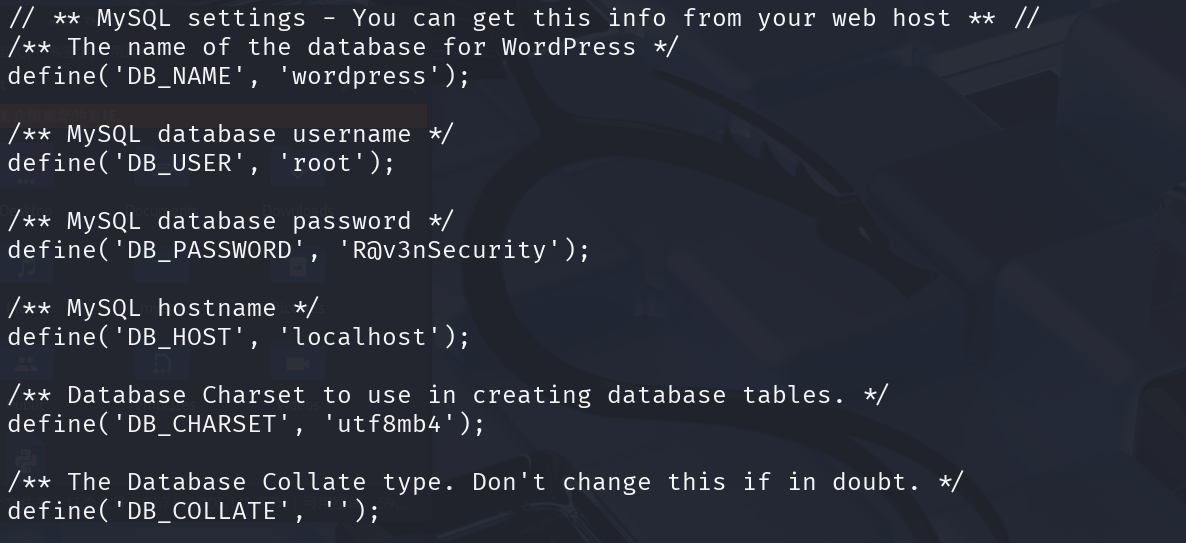 // ** MySQL settings - You can get this info from your web host ** //
/** The name of the database for WordPress */
define('DB_NAME', 'wordpress');
/** MySQL database username */
define('DB_USER', 'root');
/** MySQL database password */
define('DB_PASSWORD', 'R@v3nSecurity');
/** MySQL hostname */
define('DB_HOST', 'localhost');
/** Database Charset to use in creating database tables. */
define('DB_CHARSET', 'utf8mb4');
/** The Database Collate type. Don't change this if in doubt. */
define('DB_COLLATE', '');